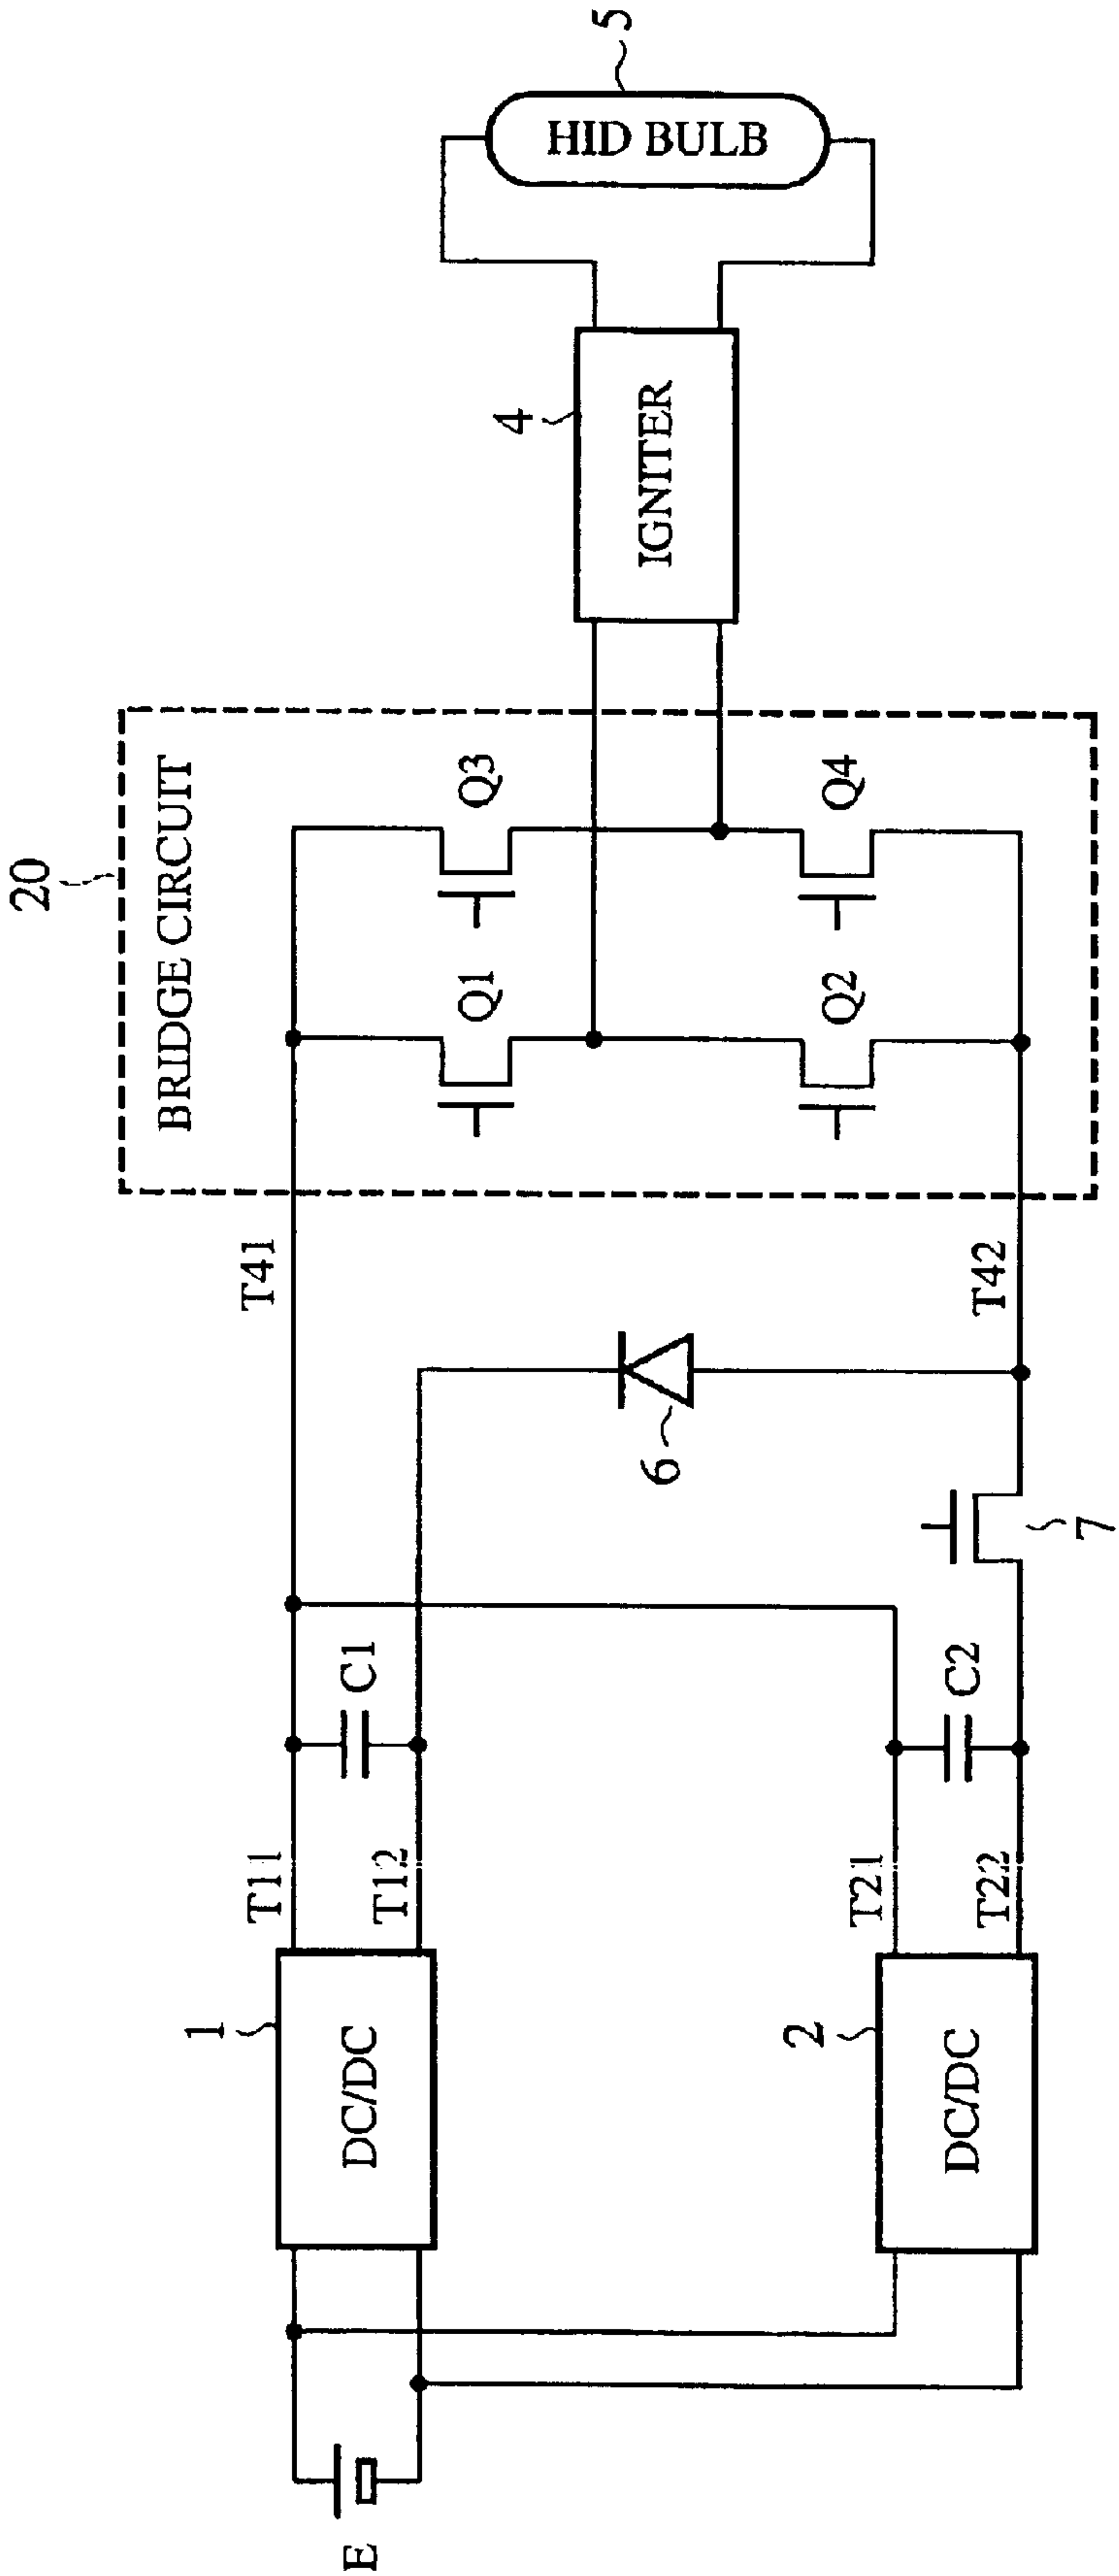 20
BRIDGE CIRCUIT
E
1
DC/DC
T11
T12
C1
T41
Q1
Q3
4
IGNITER
5
HID BULB
6
2
DC/DC
T21
T22
C2
7
T42
Q2
Q4